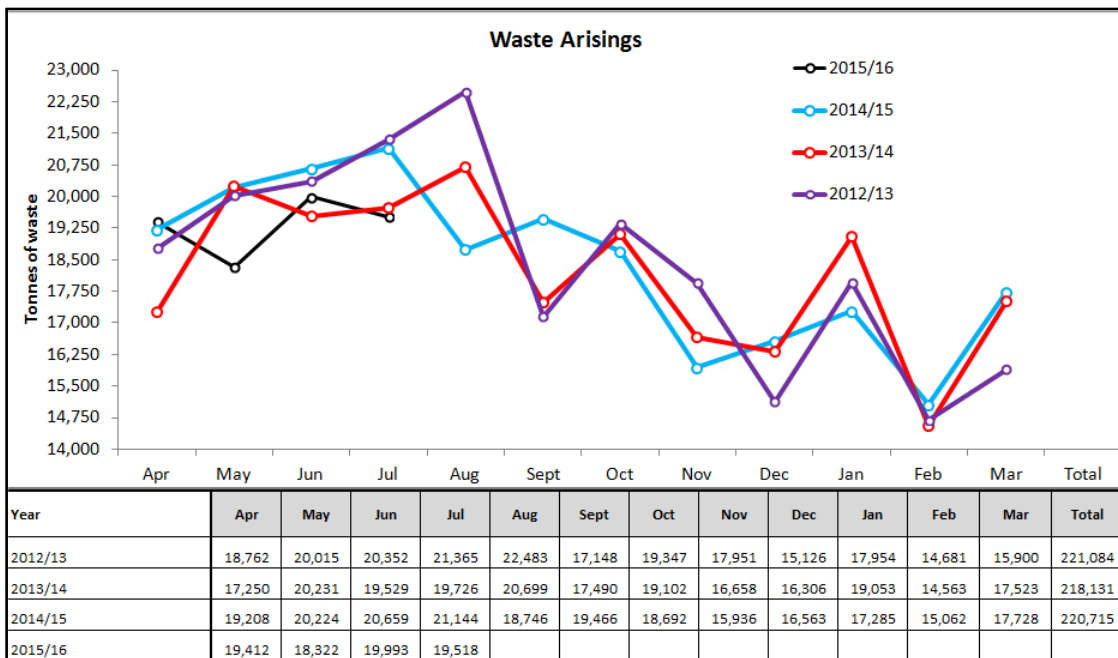 Waste Arisings
23,000
22,250
21,500
20,750
20,000
19,250
18,500
17,750
17,000
16,250
15,500
14,750
14,000
Tonnes of waste
2015/16
2014/15
2013/14
2012/13
Apr May Jun Jul Aug Sept Oct Nov Dec Jan Feb Mar Total
Year Apr May Jun Jul Aug Sept Oct Nov Dec Jan Feb Mar Total
2012/13 18,762 20,015 20,352 21,365 22,483 17,148 19,347 17,951 15,126 17,954 14,681 15,900 221,084
2013/14 17,250 20,231 19,529 19,726 20,699 17,490 19,102 16,658 16,306 19,053 14,563 17,523 218,131
2014/15 19,208 20,224 20,659 21,144 18,746 19,466 18,692 15,936 16,563 17,285 15,062 17,728 220,715
2015/16 19,412 18,322 19,993 19,518